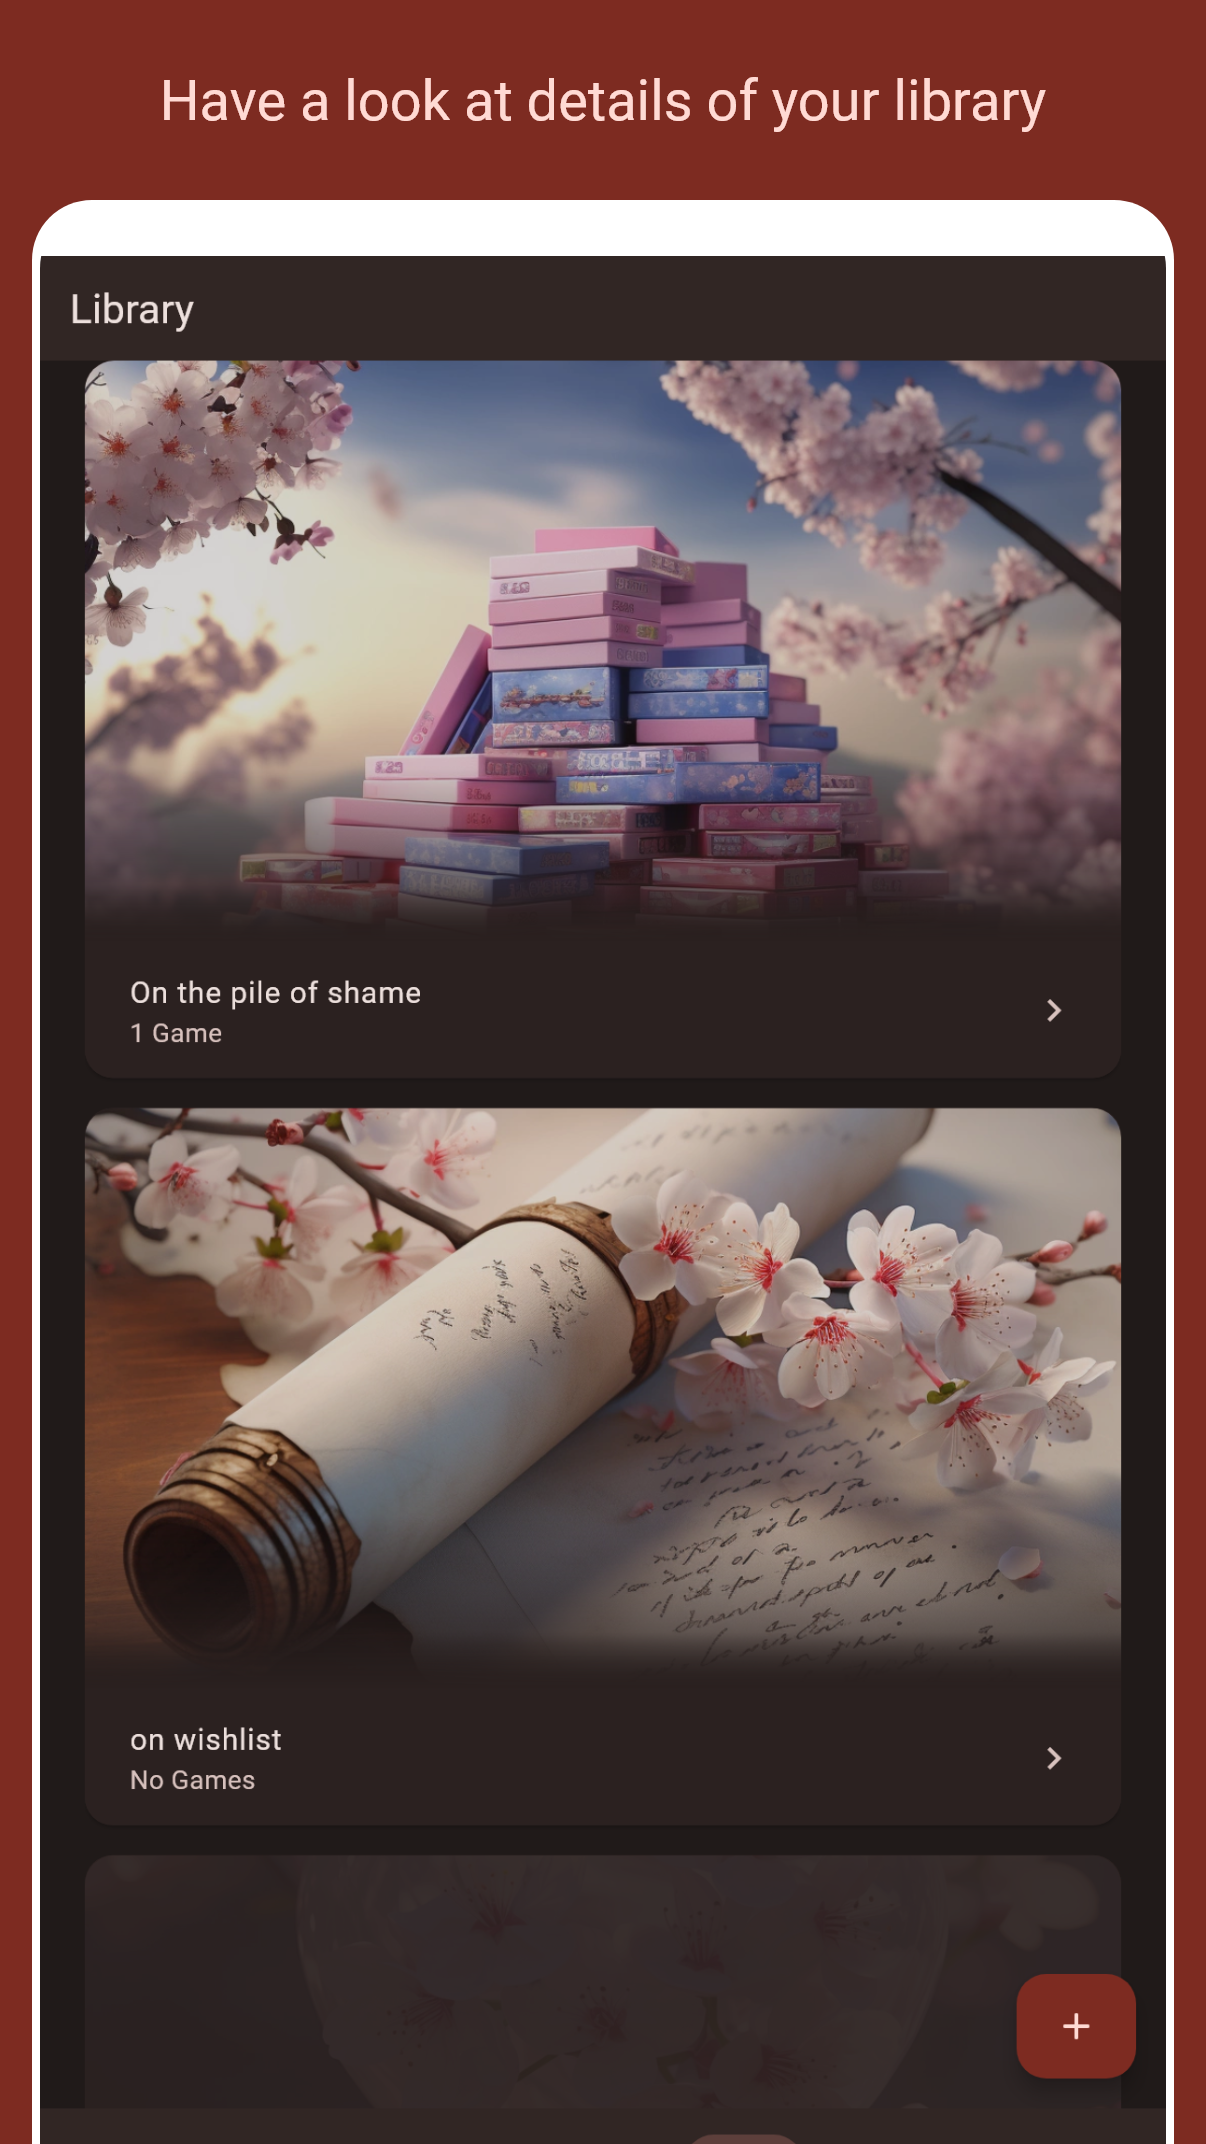 Have a look at details of your library
Library
On the pile of shame
1 Game
on wishlist
No Games